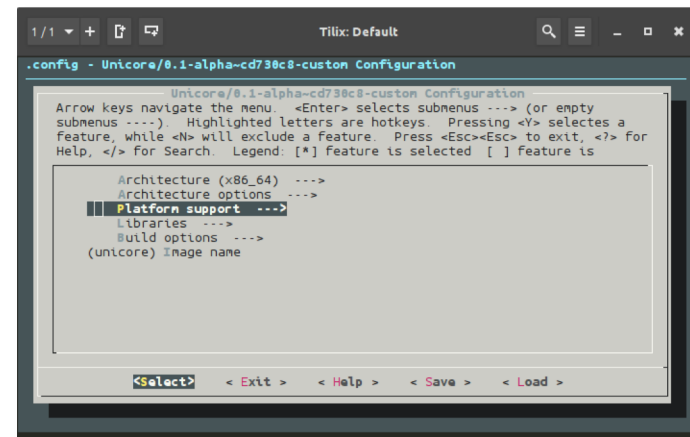 1/1
Tilix: Default
.config - Unicore/0.1-alpha~cd730c8-custom Configuration
Unicore/0.1-alpha~cd730c8-custom Configuration
Arrow keys navigate the menu. <Enter> selects submenus ---> (or empty
submenus ----). Highlighted letters are hotkeys. Pressing <Y> selectes a
feature, while <N> will exclude a feature. Press <Esc><Esc> to exit, <?> for
Help, </> for Search. Legend: [*] feature is selected [ ] feature is
Architecture (x86_64) --->
Architecture options --->
Platform support --->
Libraries --->
Build options --->
(unicore) Image name
<Select> < Exit > < Help > < Save > < Load >